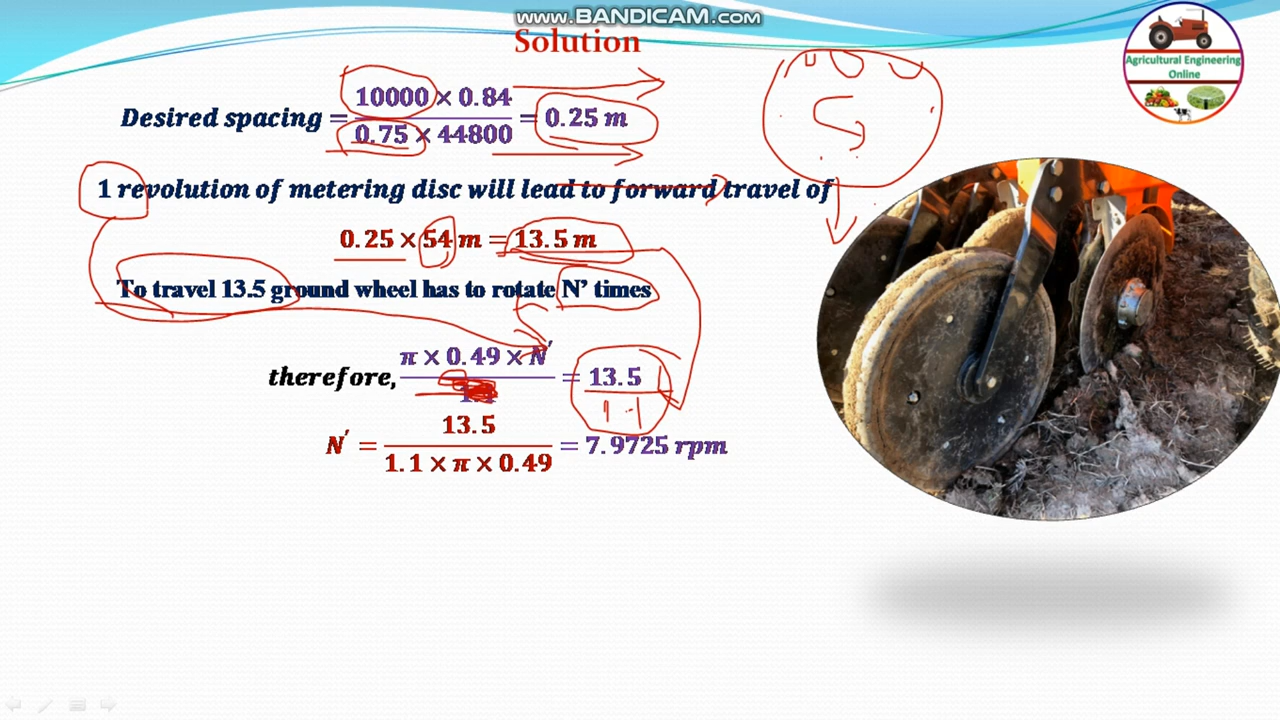 www.BANDICAM.com
Solution
Agricultural Engineering
Online
Desired spacing = 10000 × 0.84 / 0.75 × 44800 = 0.25 m
1 revolution of metering disc will lead to forward travel of
0.25 × 54 m = 13.5 m
To travel 13.5 ground wheel has to rotate N' times
therefore, π × 0.49 × N' / = 13.5 / 1.1
N' = 13.5 / 1.1 × π × 0.49 = 7.9725 rpm